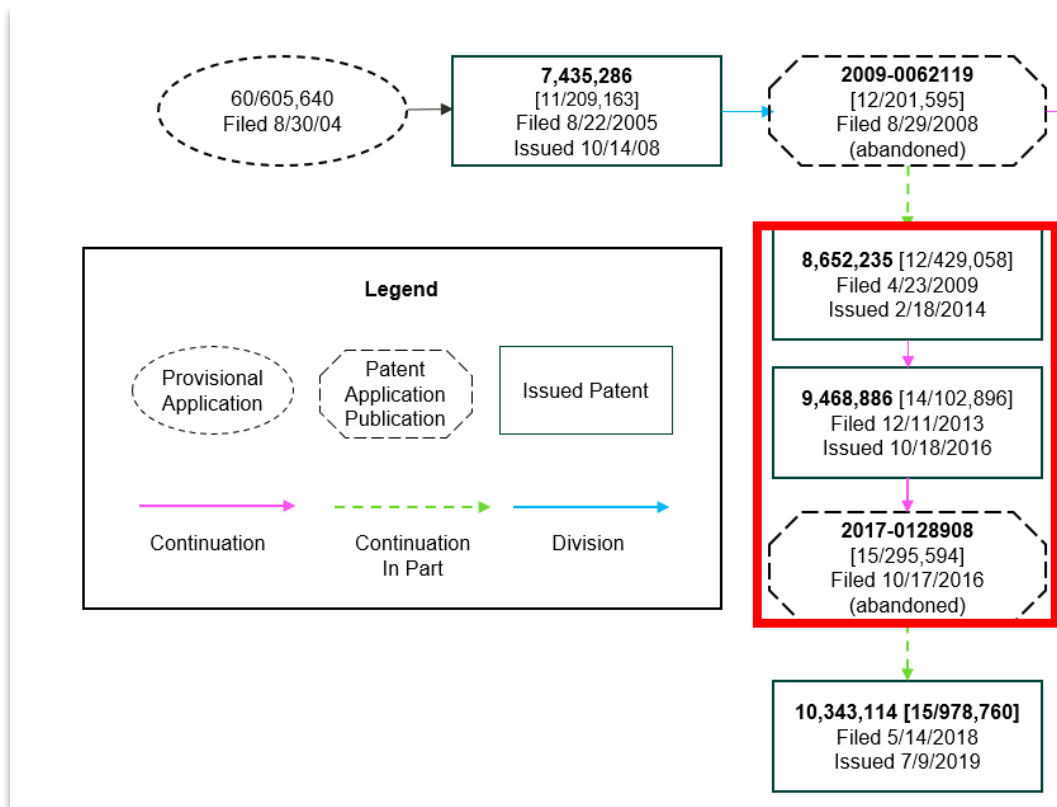 60/605,640
Filed 8/30/04
7,435,286
[11/209,163]
Filed 8/22/2005
Issued 10/14/08
2009-0062119
[12/201,595]
Filed 8/29/2008
(abandoned)
8,652,235 [12/429,058]
Filed 4/23/2009
Issued 2/18/2014
9,468,886 [14/102,896]
Filed 12/11/2013
Issued 10/18/2016
2017-0128908
[15/295,594]
Filed 10/17/2016
(abandoned)
10,343,114 [15/978,760]
Filed 5/14/2018
Issued 7/9/2019
Legend
Provisional
Application
Patent
Application
Publication
Issued Patent
Continuation
Continuation
In Part
Division